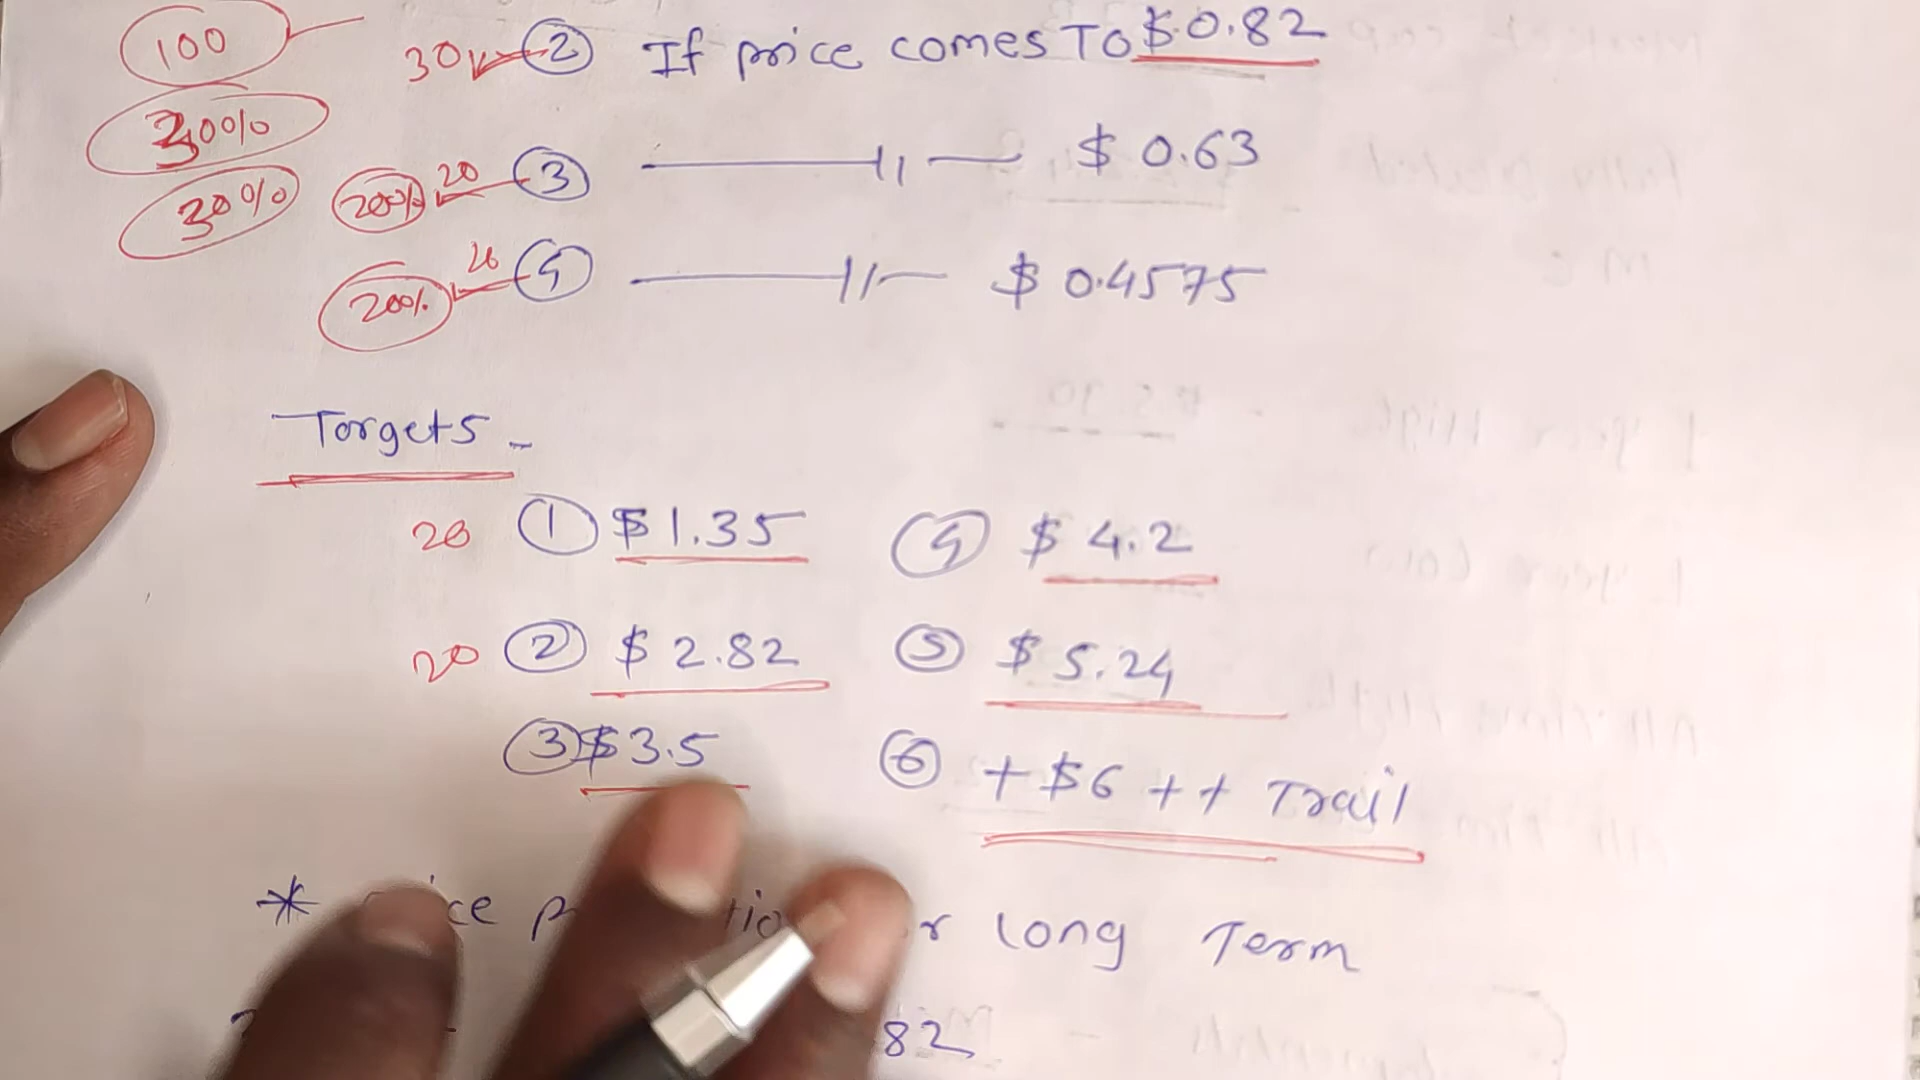 100 30 ② If price comes To $0.82
30%
30% 20% 20 ③ —— 11 — $ 0.63
20% 20 ④ —— 11 — $ 0.4575
Targets -
20 ① $1.35 ④ $ 4.2
20 ② $ 2.82 ⑤ $ 5.24
③ $3.5 ⑥ + $6 ++ Trail
* Long Term
82